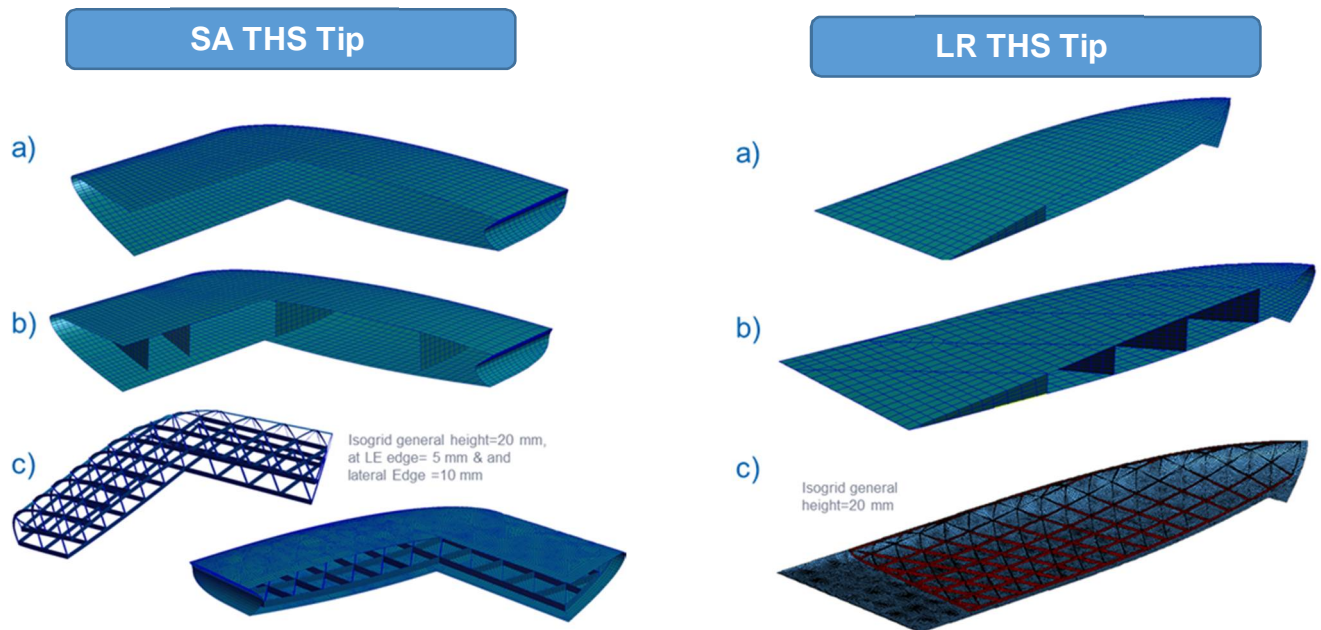 SA THS Tip
a)
b)
c)
Isogrid general height=20 mm,
at LE edge= 5 mm & and
lateral Edge =10 mm
LR THS Tip
a)
b)
c)
Isogrid general
height=20 mm